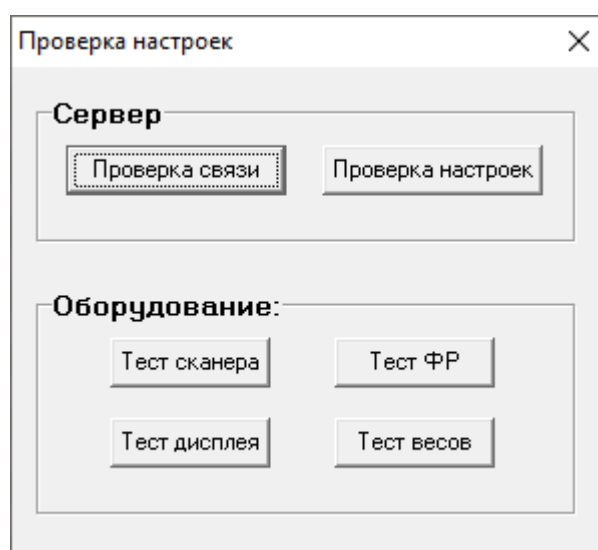 Проверка настроек
Сервер
Проверка связи
Проверка настроек
Оборудование:
Тест сканера
Тест ФР
Тест дисплея
Тест весов